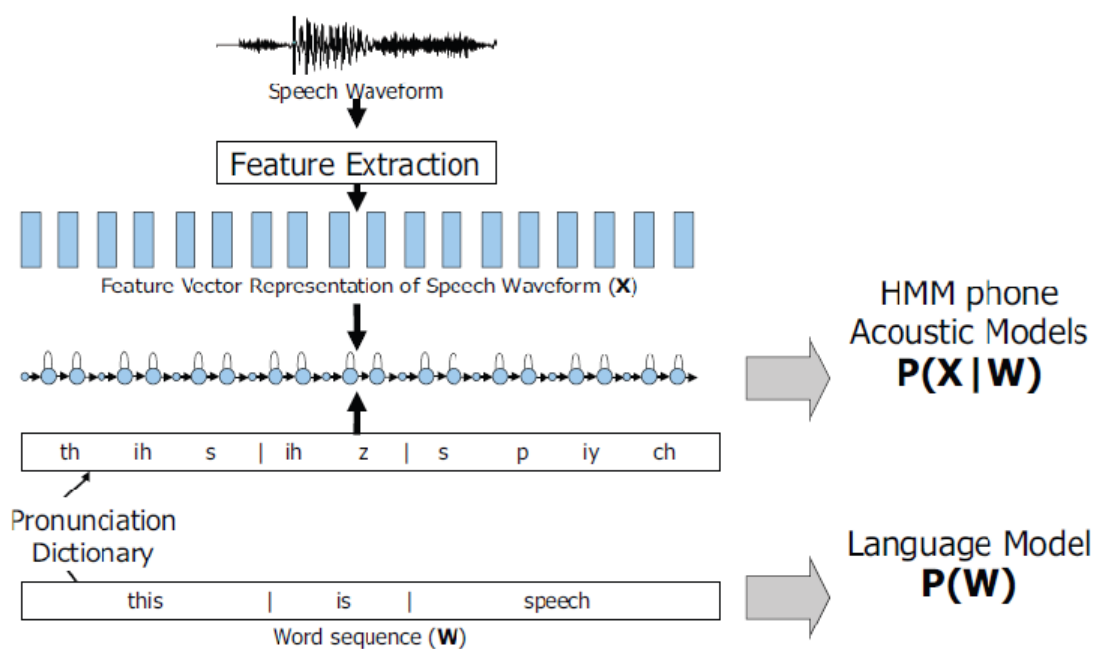 Speech Waveform
Feature Extraction
Feature Vector Representation of Speech Waveform (X)
HMM phone
Acoustic Models
P(X|W)
th ih s | ih z | s p iy ch
Pronunciation
Dictionary
Language Model
P(W)
this | is | speech
Word sequence (W)